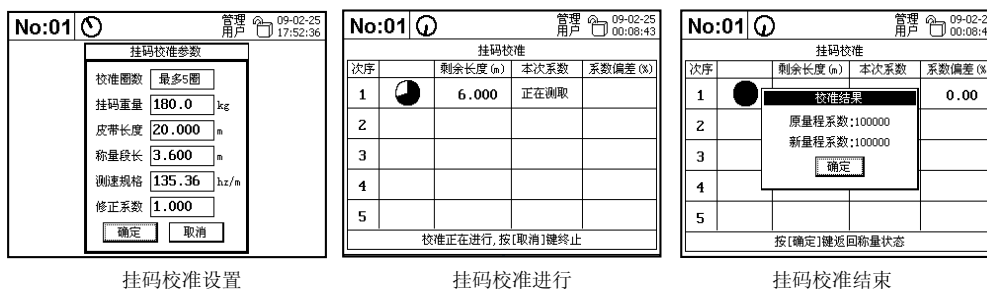 No:01 管理用户 09-02-25 17:52:36
挂码校准参数
校准圈数 最多5圈
挂码重量 180.0 kg
皮带长度 20.000 m
称量段长 3.600 m
测速规格 135.36 hz/m
修正系数 1.000
确定 取消
挂码校准设置
No:01 管理用户 09-02-25 00:08:43
挂码校准
次序 剩余长度(m) 本次系数 系数偏差(%)
1 6.000 正在测取
2
3
4
5
校准正在进行,按[取消]键终止
挂码校准进行
No:01 管理用户 09-02-2 00:08:4
挂码校准
次序 剩余长度(m) 本次系数 系数偏差(%
1 0.00
2
3
4
5
校准结果
原量程系数:100000
新量程系数:100000
确定
按[确定]键返回称量状态
挂码校准结束